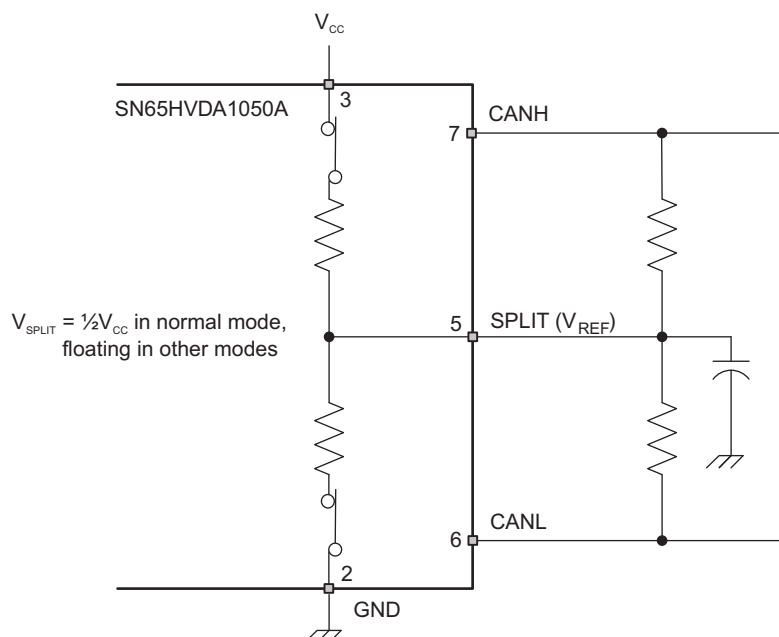 V_CC
SN65HVDA1050A
3
7
CANH
V_SPLIT = ½V_CC in normal mode,
floating in other modes
5
SPLIT (V_REF)
6
CANL
2
GND